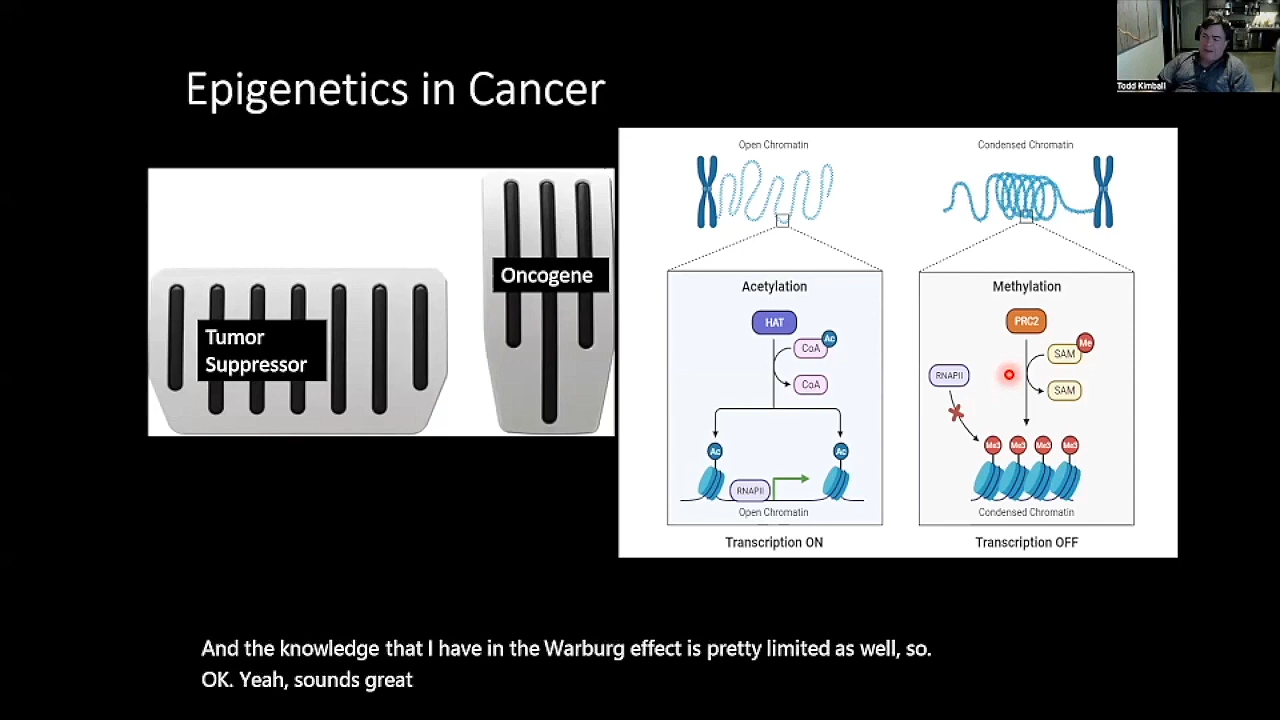 Todd Kimball
Epigenetics in Cancer
Tumor
Suppressor
Oncogene
Open Chromatin
Acetylation
HAT
Ac
CoA
CoA
Ac
Ac
RNAPII
Open Chromatin
Transcription ON
Condensed Chromatin
Methylation
PRC2
Me
SAM
RNAPII
SAM
Me3 Me3 Me3 Me3
Condensed Chromatin
Transcription OFF
And the knowledge that I have in the Warburg effect is pretty limited as well, so.
OK. Yeah, sounds great